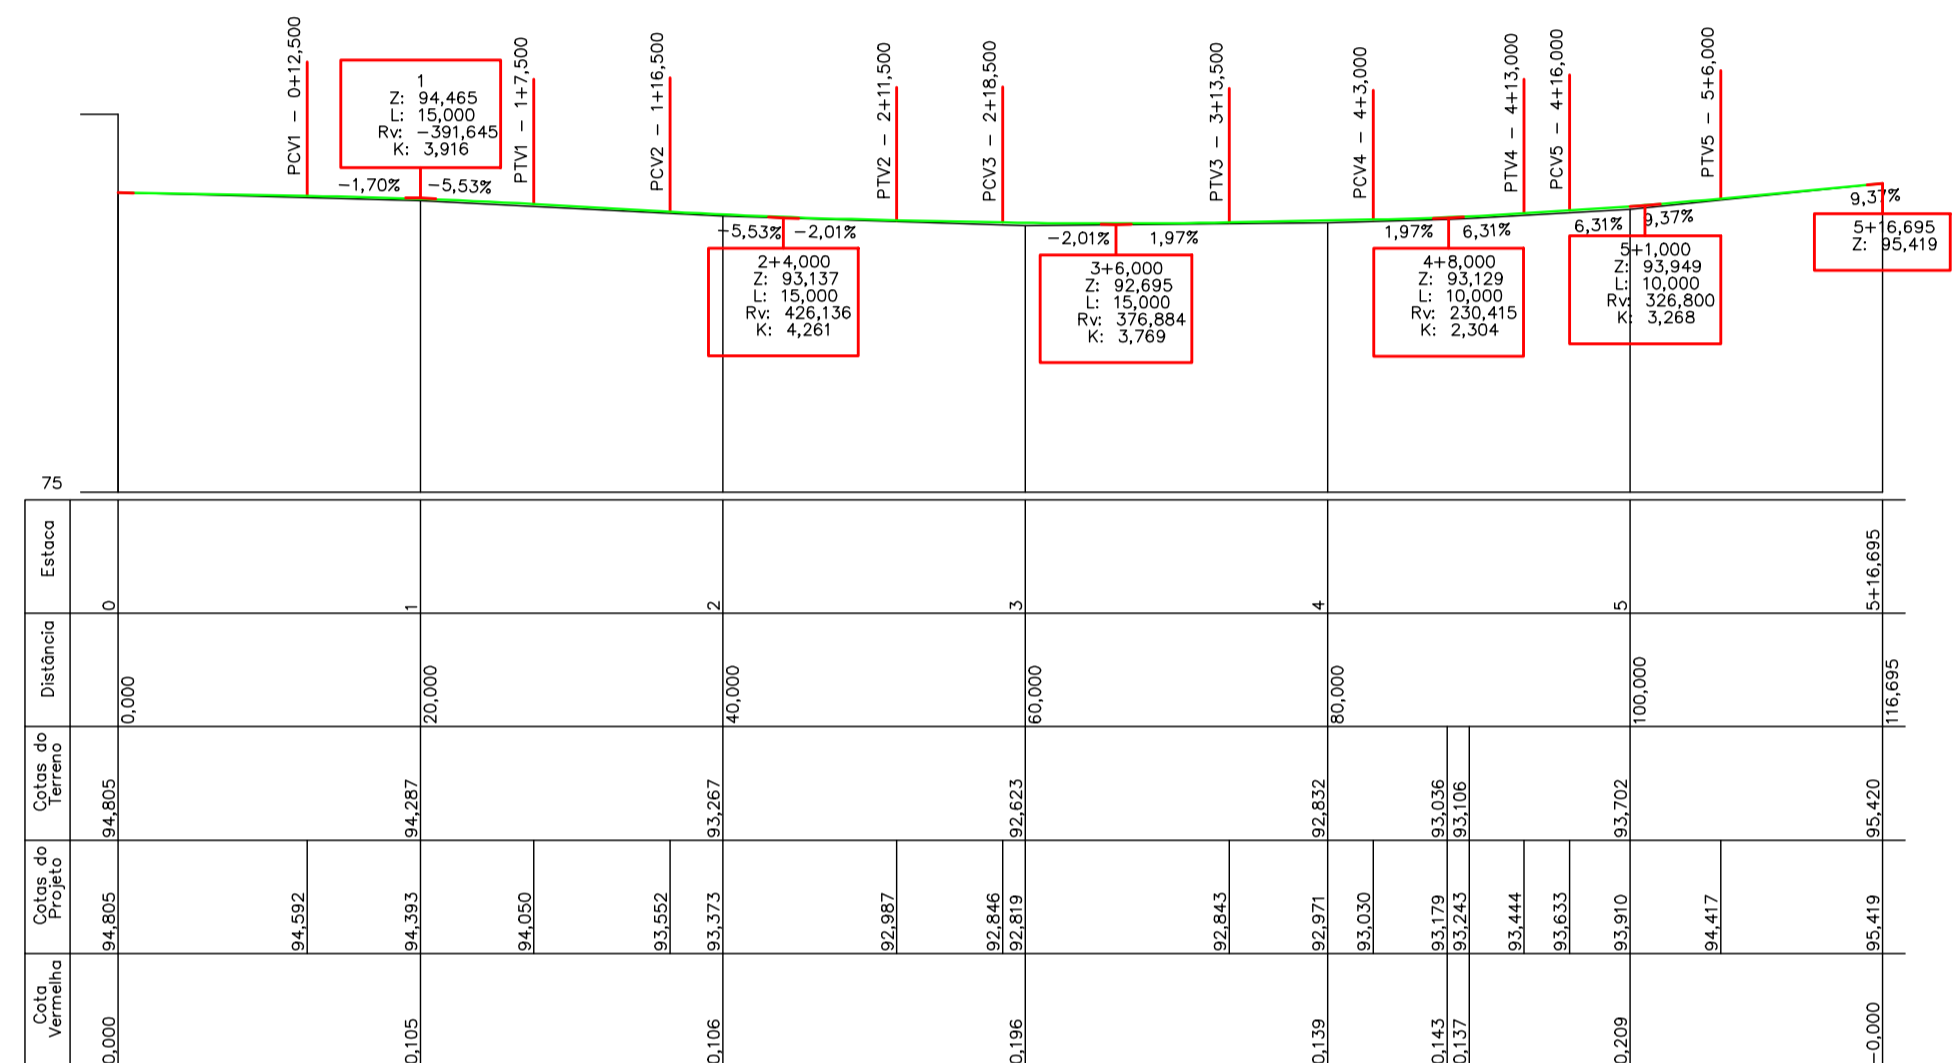 PCV1 - 0+12,500
1
Z: 94,465
L: 15,000
Rv: -391,645
K: 3,916
PTV1 - 1+7,500
PCV2 - 1+16,500
PTV2 - 2+11,500
PCV3 - 2+18,500
PTV3 - 3+13,500
PCV4 - 4+3,000
PTV4 - 4+13,000
PCV5 - 4+16,000
PTV5 - 5+6,000
-1,70%
-5,53%
-5,53%
-2,01%
2+4,000
Z: 93,137
L: 15,000
Rv: 426,136
K: 4,261
-2,01%
1,97%
3+6,000
Z: 92,695
L: 15,000
Rv: 376,884
K: 3,769
1,97%
6,31%
4+8,000
Z: 93,129
L: 10,000
Rv: 230,415
K: 2,304
6,31%
9,37%
5+1,000
Z: 93,949
L: 10,000
Rv: 326,800
K: 3,268
9,37%
5+16,695
Z: 95,419
75
Estaca
0
1
2
3
4
5
5+16,695
Distância
0,000
20,000
40,000
60,000
80,000
100,000
116,695
Cotas do
Terreno
94,805
94,287
93,267
92,623
92,832
93,036
93,106
93,702
95,420
Cotas do
Projeto
94,805
94,592
94,393
94,050
93,552
93,373
92,987
92,846
92,819
92,843
92,971
93,030
93,179
93,243
93,444
93,633
93,910
94,417
95,419
Cota
Vermelha
0,000
0,105
0,106
0,196
0,139
0,143
0,137
0,209
-0,000